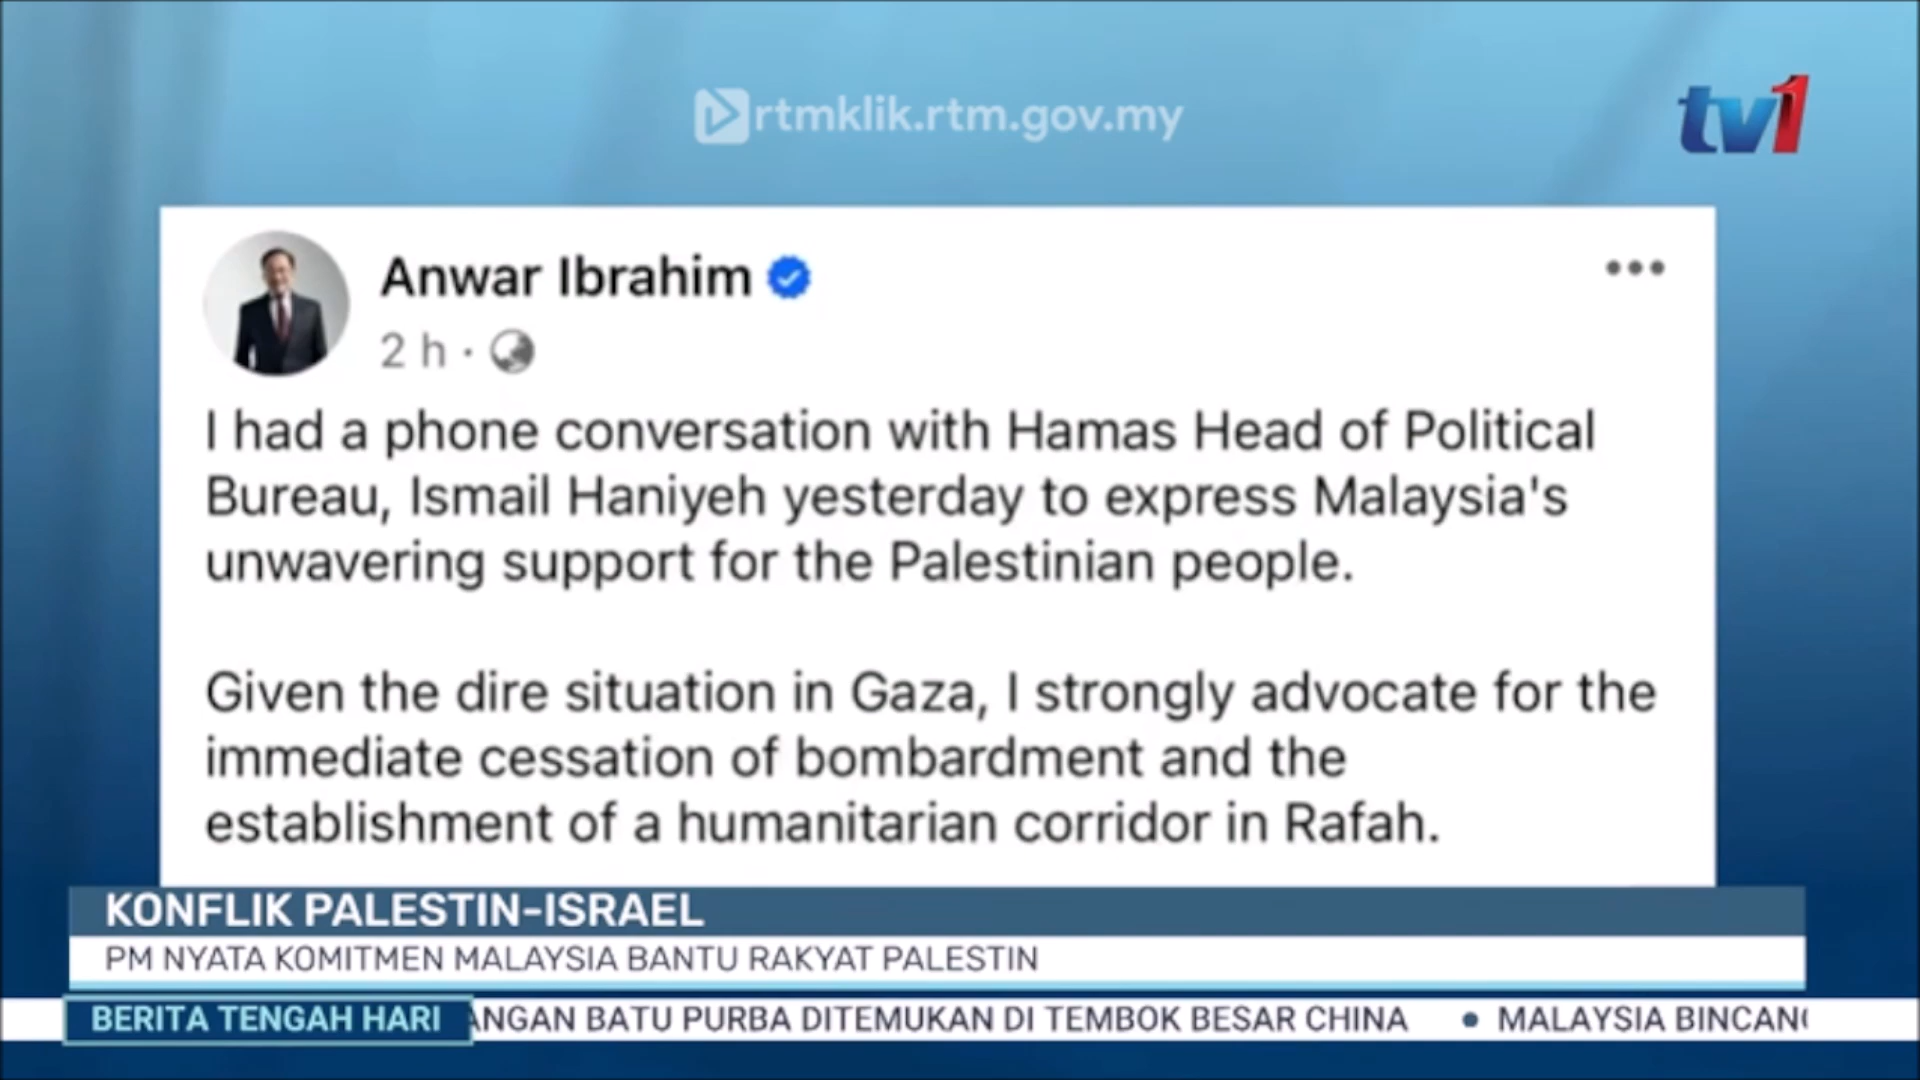 rtmklik.rtm.gov.my
tv1
Anwar Ibrahim
2 h ·
I had a phone conversation with Hamas Head of Political
Bureau, Ismail Haniyeh yesterday to express Malaysia's
unwavering support for the Palestinian people.
Given the dire situation in Gaza, I strongly advocate for the
immediate cessation of bombardment and the
establishment of a humanitarian corridor in Rafah.
KONFLIK PALESTIN-ISRAEL
PM NYATA KOMITMEN MALAYSIA BANTU RAKYAT PALESTIN
BERITA TENGAH HARI ANGAN BATU PURBA DITEMUKAN DI TEMBOK BESAR CHINA • MALAYSIA BINCANG